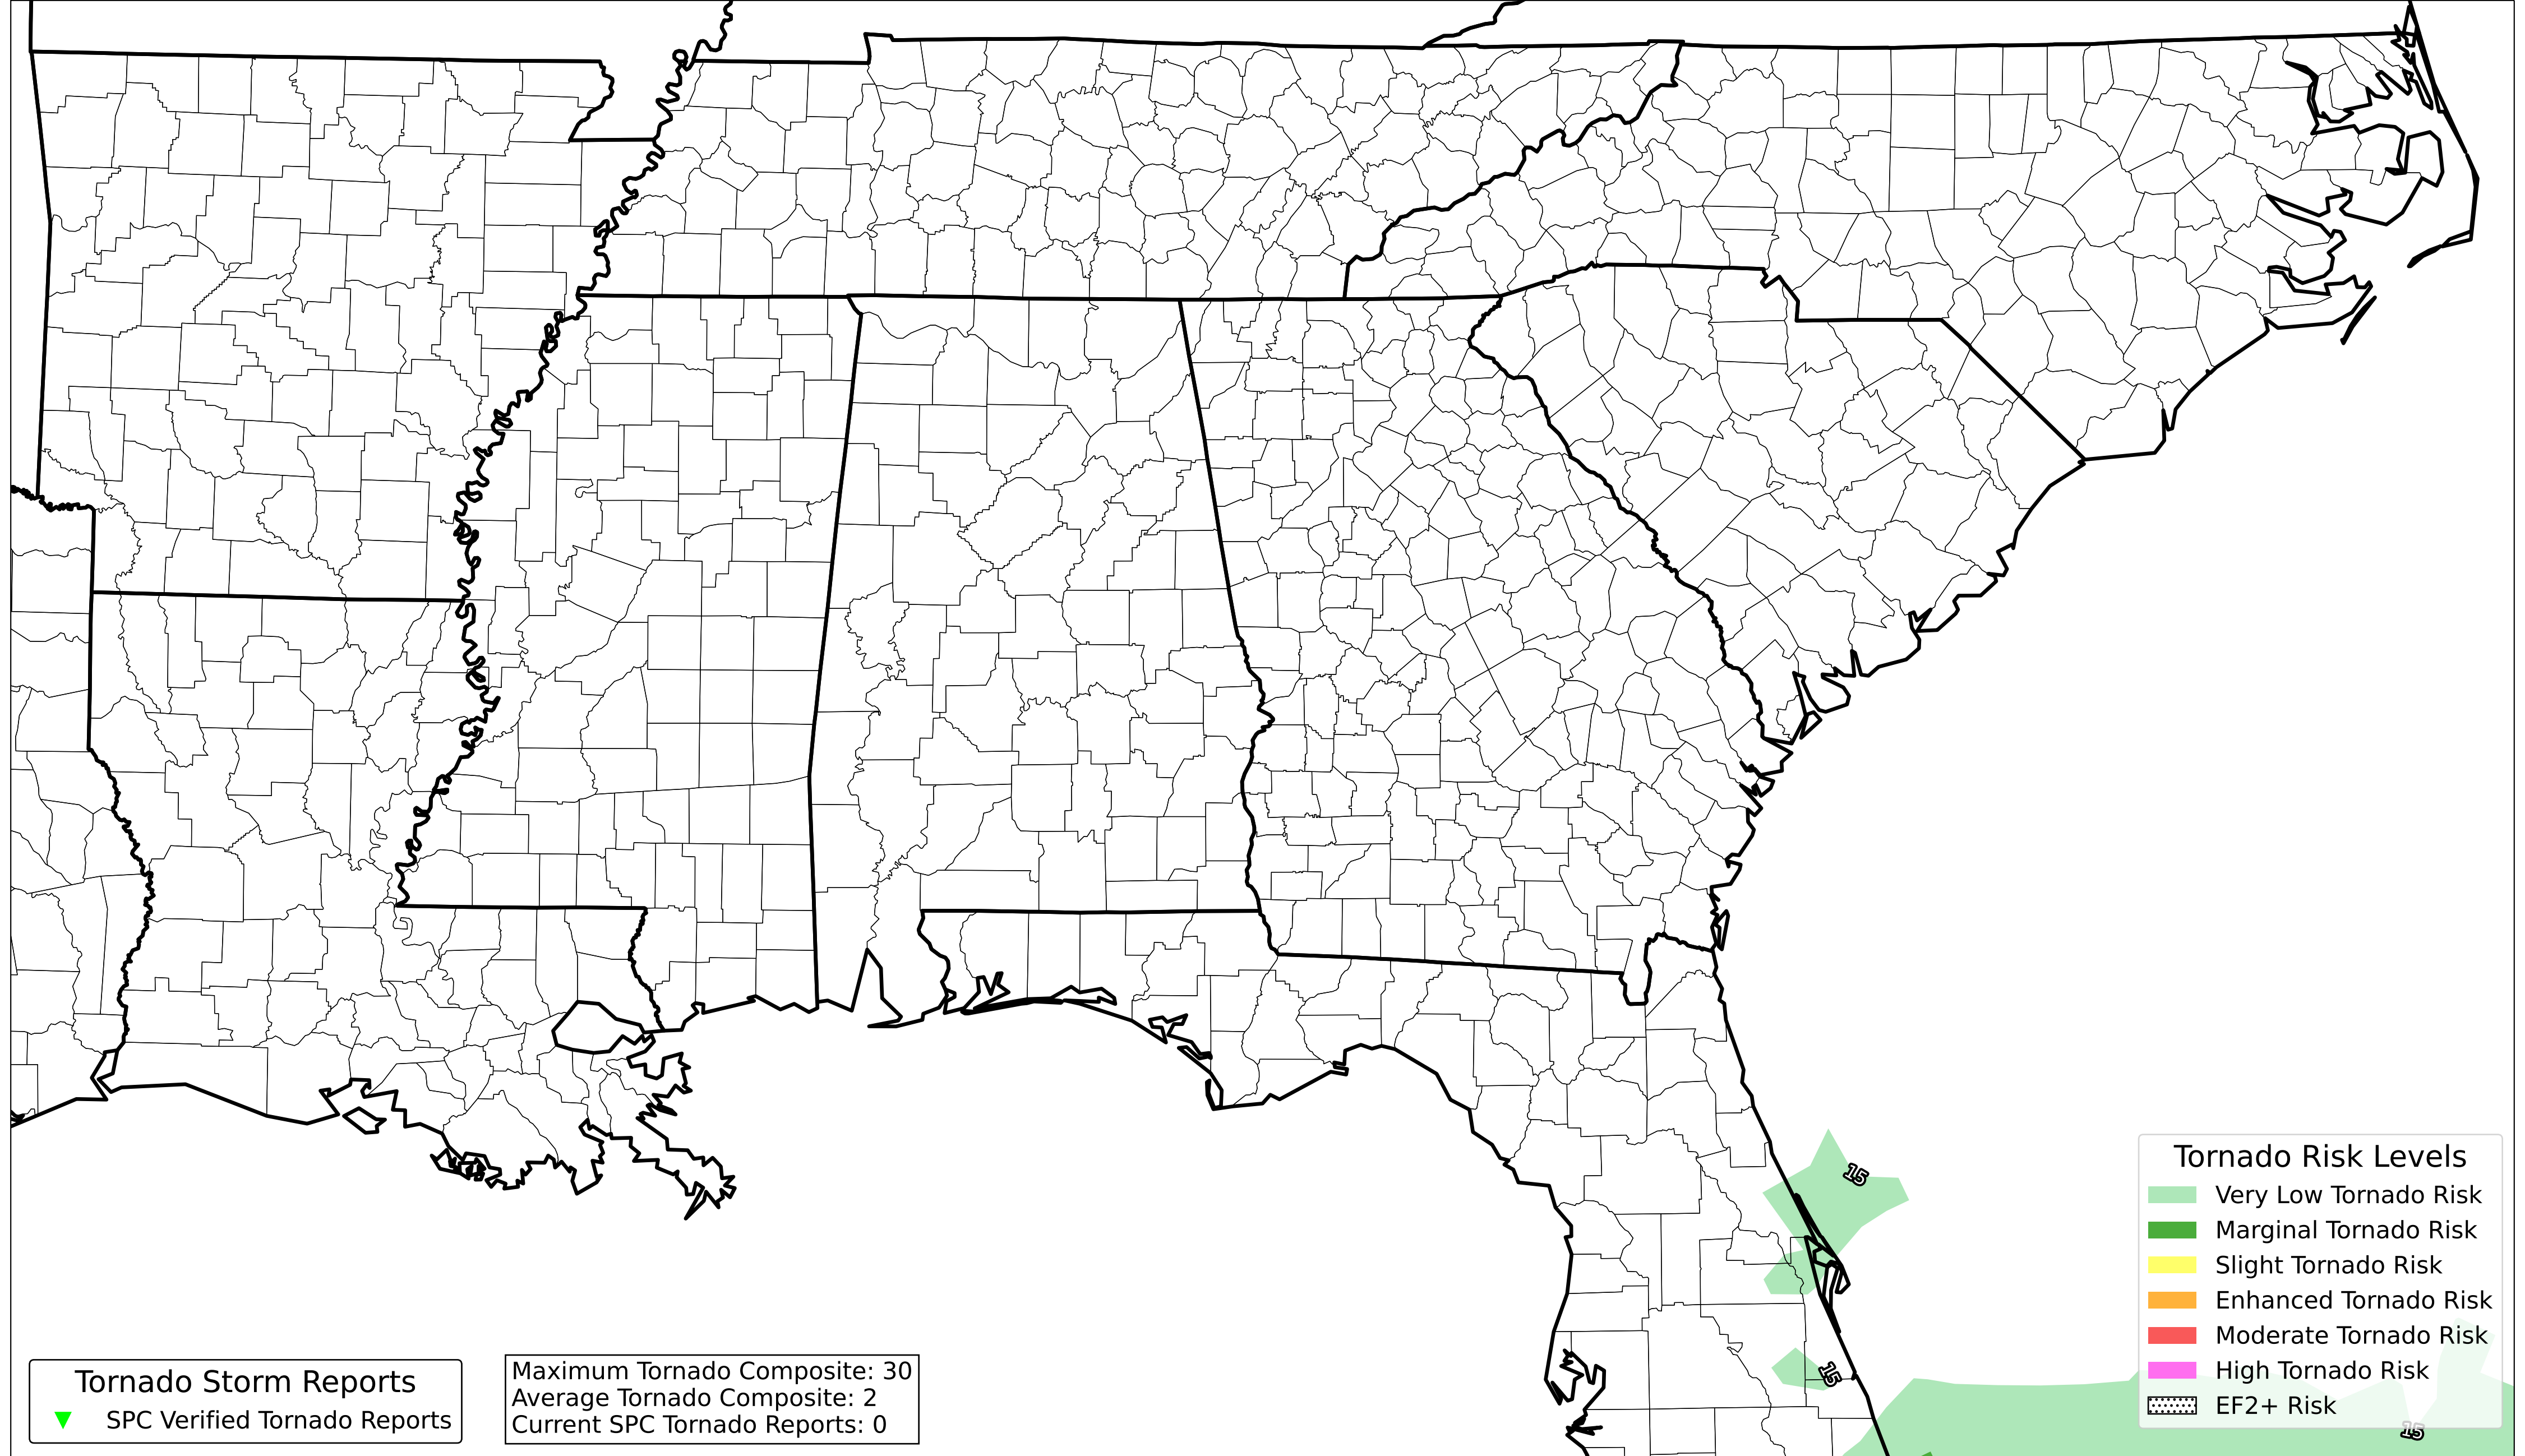 15
Tornado Risk Levels
Very Low Tornado Risk
Marginal Tornado Risk
Slight Tornado Risk
Enhanced Tornado Risk
Moderate Tornado Risk
High Tornado Risk
EF2+ Risk
15
15
Tornado Storm Reports
SPC Verified Tornado Reports
Maximum Tornado Composite: 30
Average Tornado Composite: 2
Current SPC Tornado Reports: 0